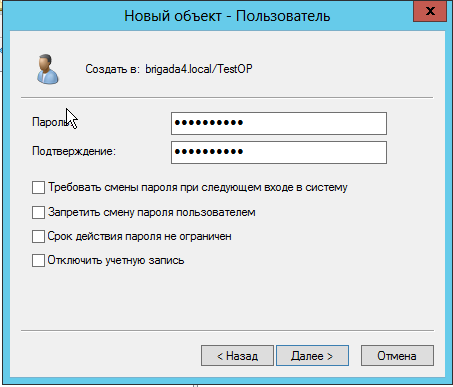 Новый объект - Пользователь
x
Создать в: brigada4.local/TestOP
Пароль:
••••••••••
Подтверждение:
••••••••••
Требовать смены пароля при следующем входе в систему
Запретить смену пароля пользователем
Срок действия пароля не ограничен
Отключить учетную запись
< Назад Далее > Отмена